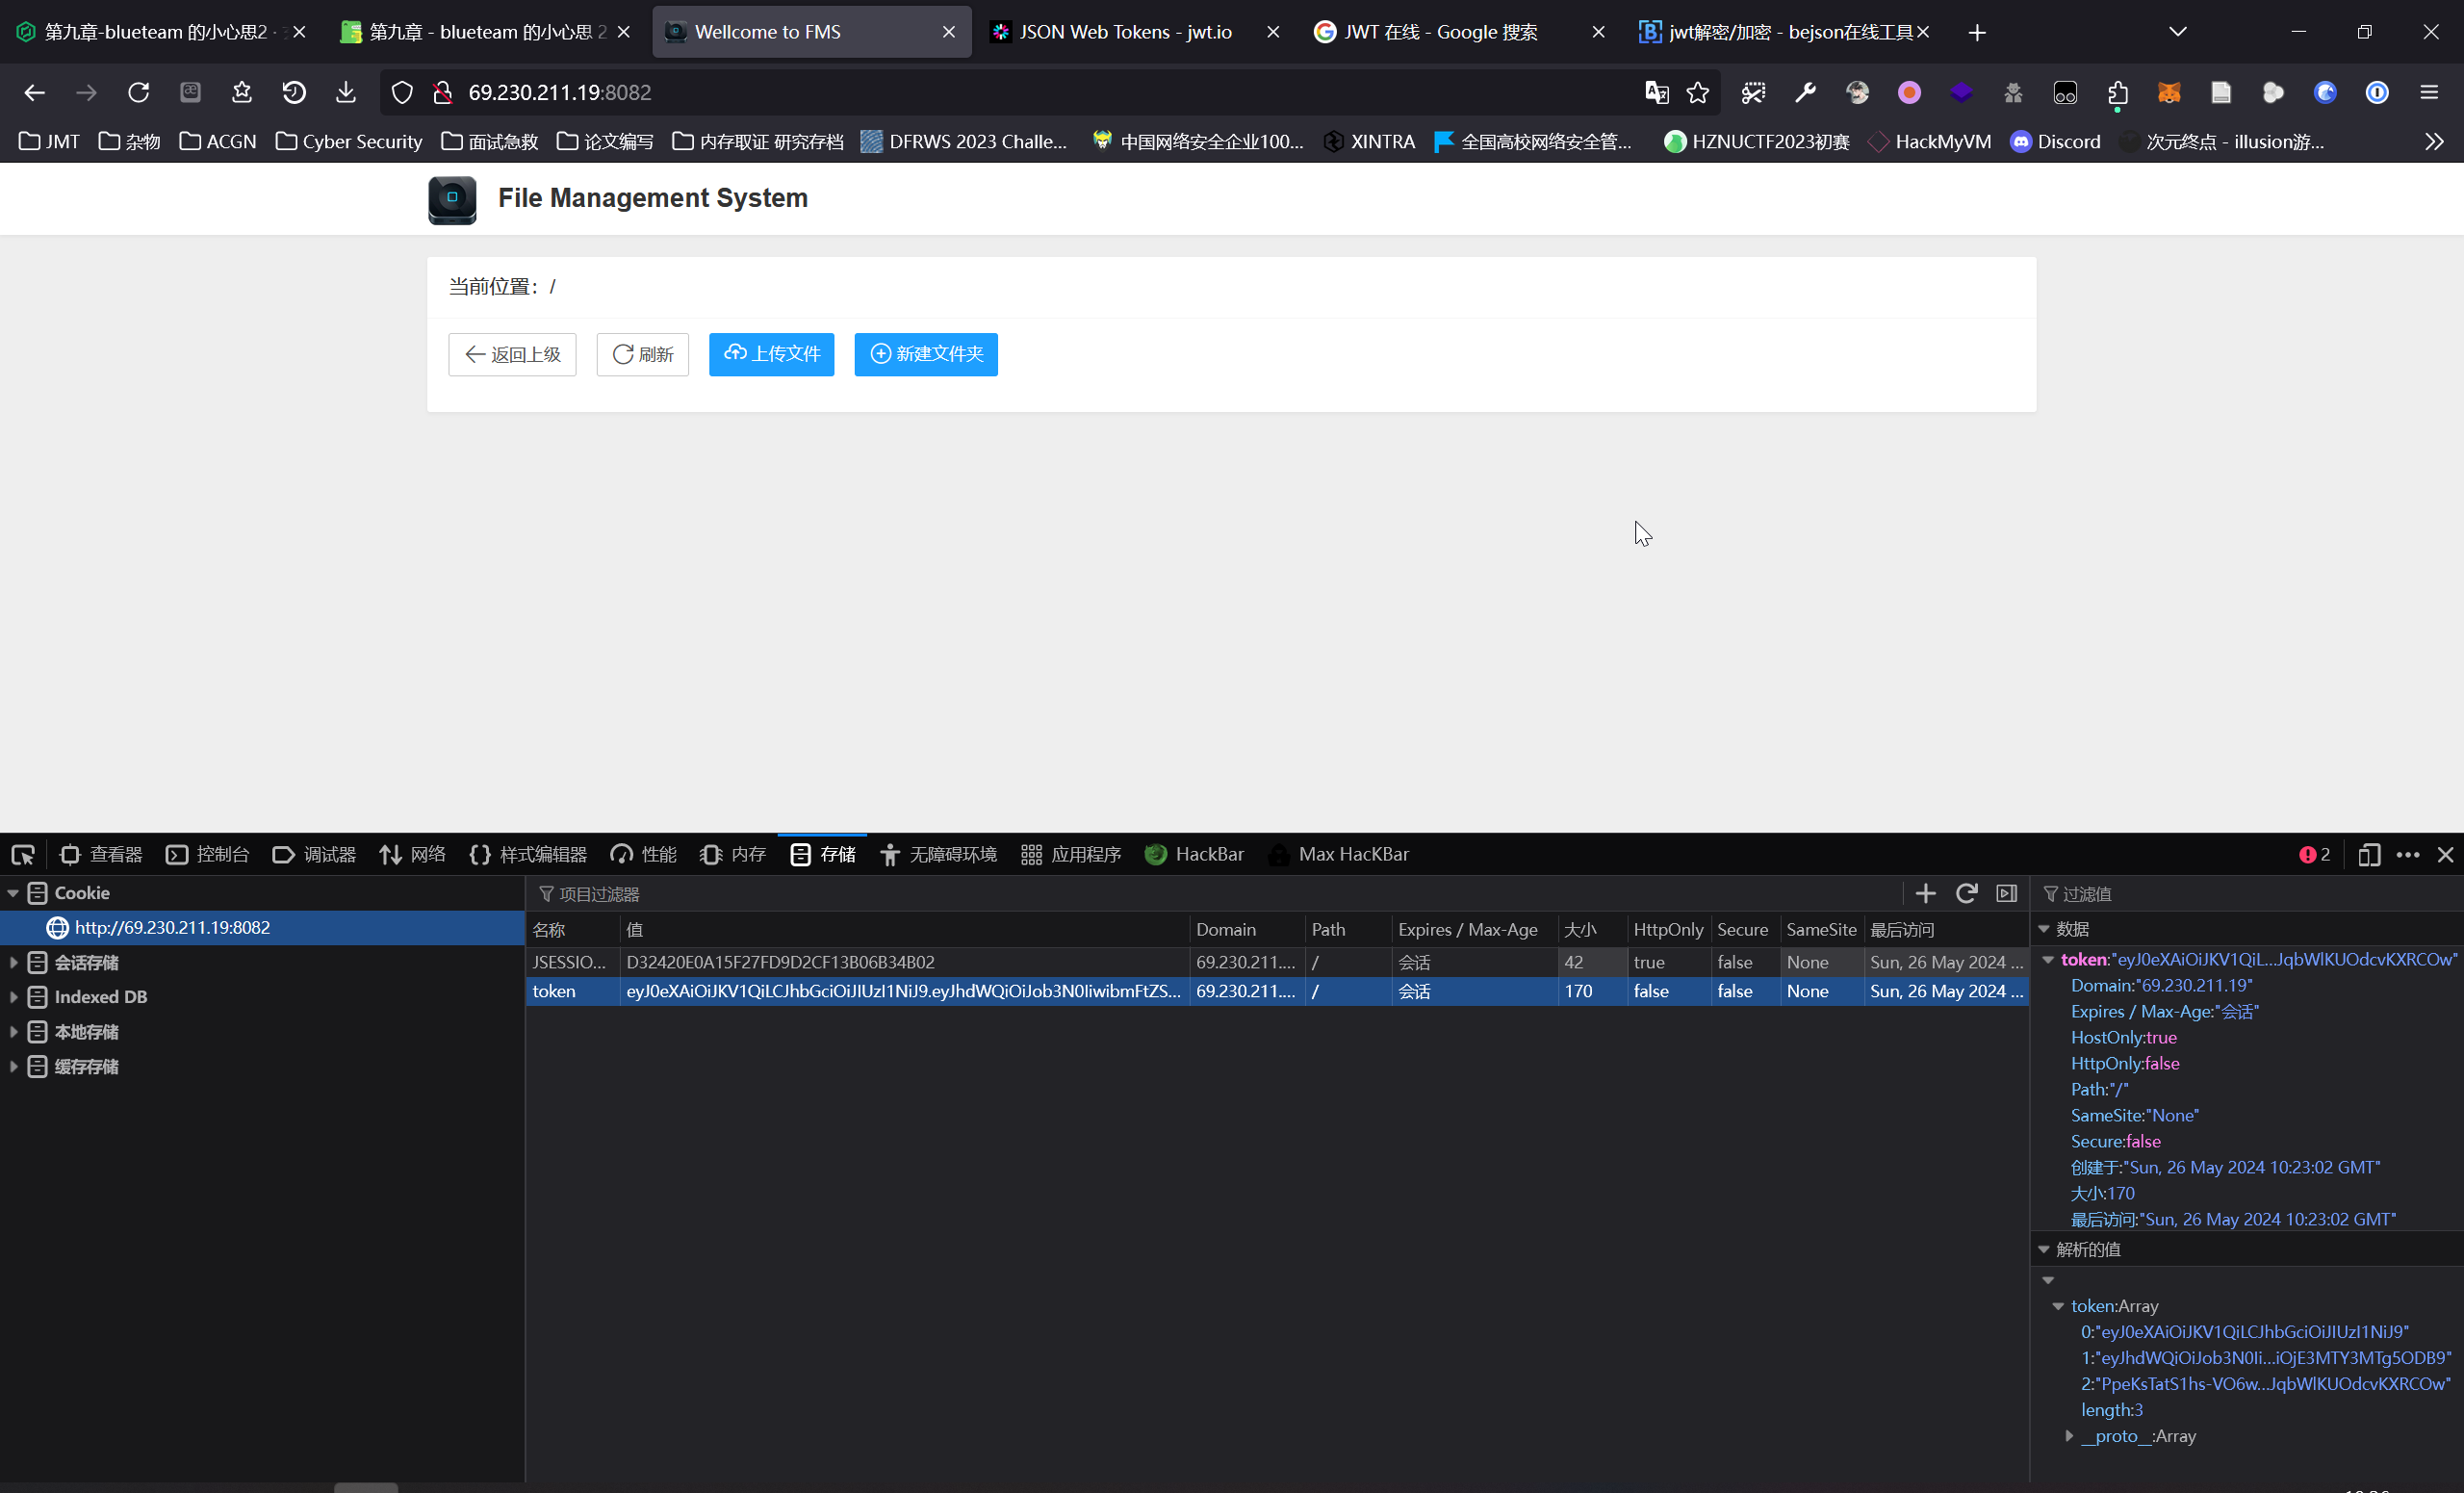 第九章-blueteam 的小心思2 ·
第九章 - blueteam 的小心思 2
Wellcome to FMS
JSON Web Tokens - jwt.io
JWT 在线 - Google 搜索
jwt解密/加密 - bejson在线工具
69.230.211.19:8082
JMT
杂物
ACGN
Cyber Security
面试急救
论文编写
内存取证 研究存档
DFRWS 2023 Challe...
中国网络安全企业100...
XINTRA
全国高校网络安全管...
HZNUCTF2023初赛
HackMyVM
Discord
次元终点 - illusion游...
File Management System
当前位置： /
返回上级
刷新
上传文件
新建文件夹
查看器
控制台
调试器
网络
样式编辑器
性能
内存
存储
无障碍环境
应用程序
HackBar
Max HacKBar
2
Cookie
http://69.230.211.19:8082
会话存储
Indexed DB
本地存储
缓存存储
项目过滤器
名称 值 Domain Path Expires / Max-Age 大小 HttpOnly Secure SameSite 最后访问
JSESSIO... D32420E0A15F27FD9D2CF13B06B34B02 69.230.211.... / 会话 42 true false None Sun, 26 May 2024 ...
token eyJ0eXAiOiJKV1QiLCJhbGciOiJIUzI1NiJ9.eyJhdWQiOiJob3N0IiwibmFtZS... 69.230.211.... / 会话 170 false false None Sun, 26 May 2024 ...
过滤值
数据
token:"eyJ0eXAiOiJKV1QiL...JqbWlKUOdcvKXRCOw"
Domain:"69.230.211.19"
Expires / Max-Age:"会话"
HostOnly:true
HttpOnly:false
Path:"/"
SameSite:"None"
Secure:false
创建于:"Sun, 26 May 2024 10:23:02 GMT"
大小:170
最后访问:"Sun, 26 May 2024 10:23:02 GMT"
解析的值
token:Array
0:"eyJ0eXAiOiJKV1QiLCJhbGciOiJIUzI1NiJ9"
1:"eyJhdWQiOiJob3N0Ii...iOjE3MTY3MTg5ODB9"
2:"PpeKsTatS1hs-VO6w...JqbWlKUOdcvKXRCOw"
length:3
__proto__:Array